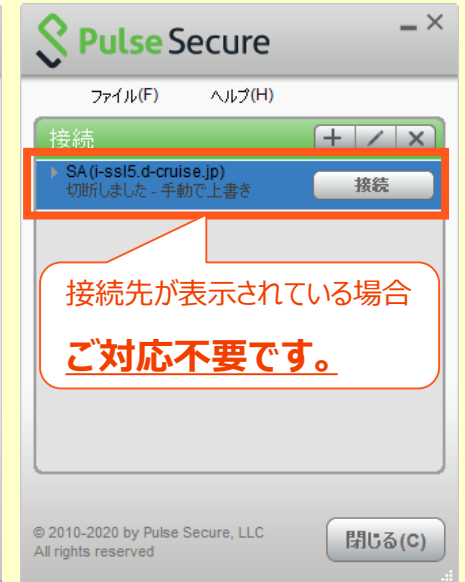 Pulse Secure
ファイル(F) ヘルプ(H)
接続
SA(i-ssl5.d-cruise.jp)
切断しました - 手動で上書き
接続
接続先が表示されている場合
ご対応不要です。
© 2010-2020 by Pulse Secure, LLC
All rights reserved
閉じる(C)